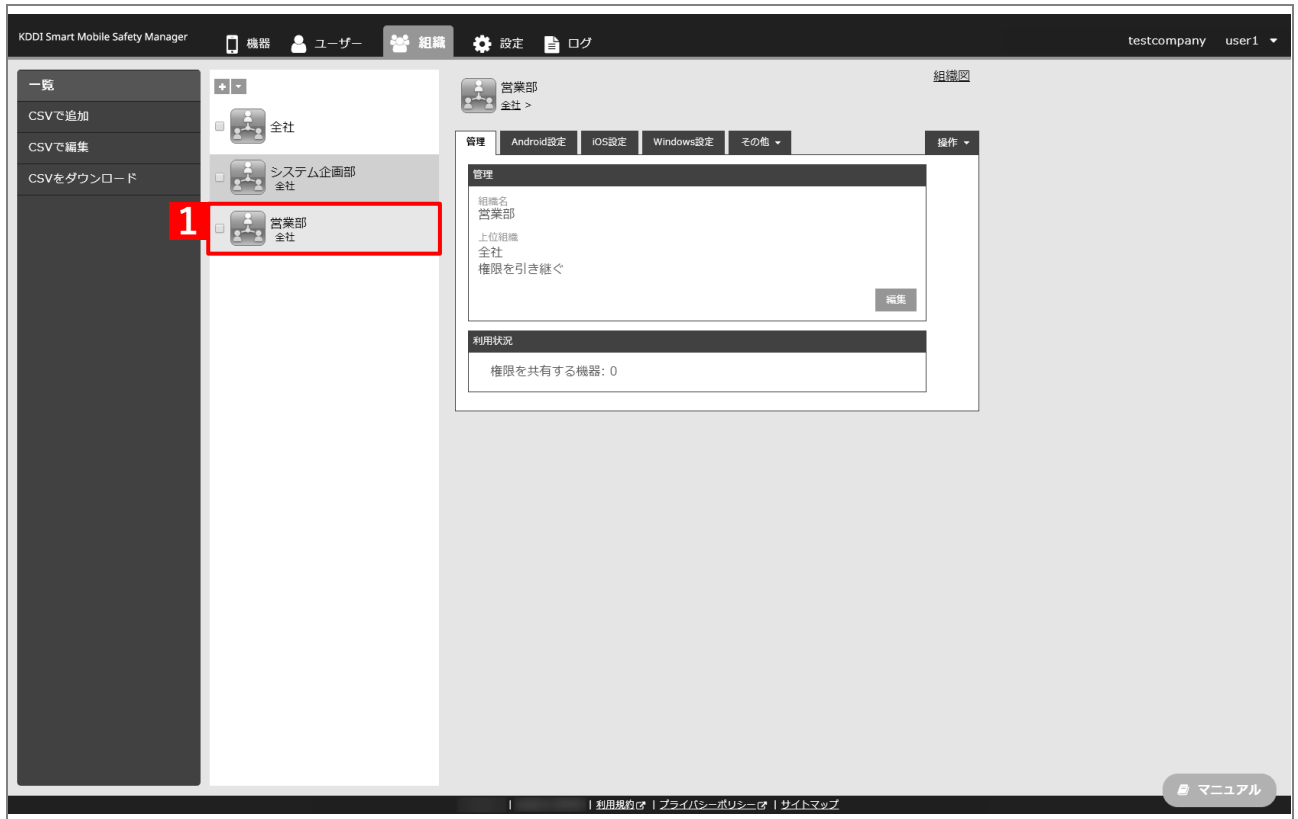 KDDI Smart Mobile Safety Manager
機器
ユーザー
組織
設定
ログ
testcompany user1
一覧
CSVで追加
CSVで編集
CSVをダウンロード
全社
システム企画部
全社
1
営業部
全社
営業部
全社 >
組織図
管理 Android設定 iOS設定 Windows設定 その他 操作
管理
組織名
営業部
上位組織
全社
権限を引き継ぐ
編集
利用状況
権限を共有する機器: 0
マニュアル
| | 利用規約 | プライバシーポリシー | サイトマップ